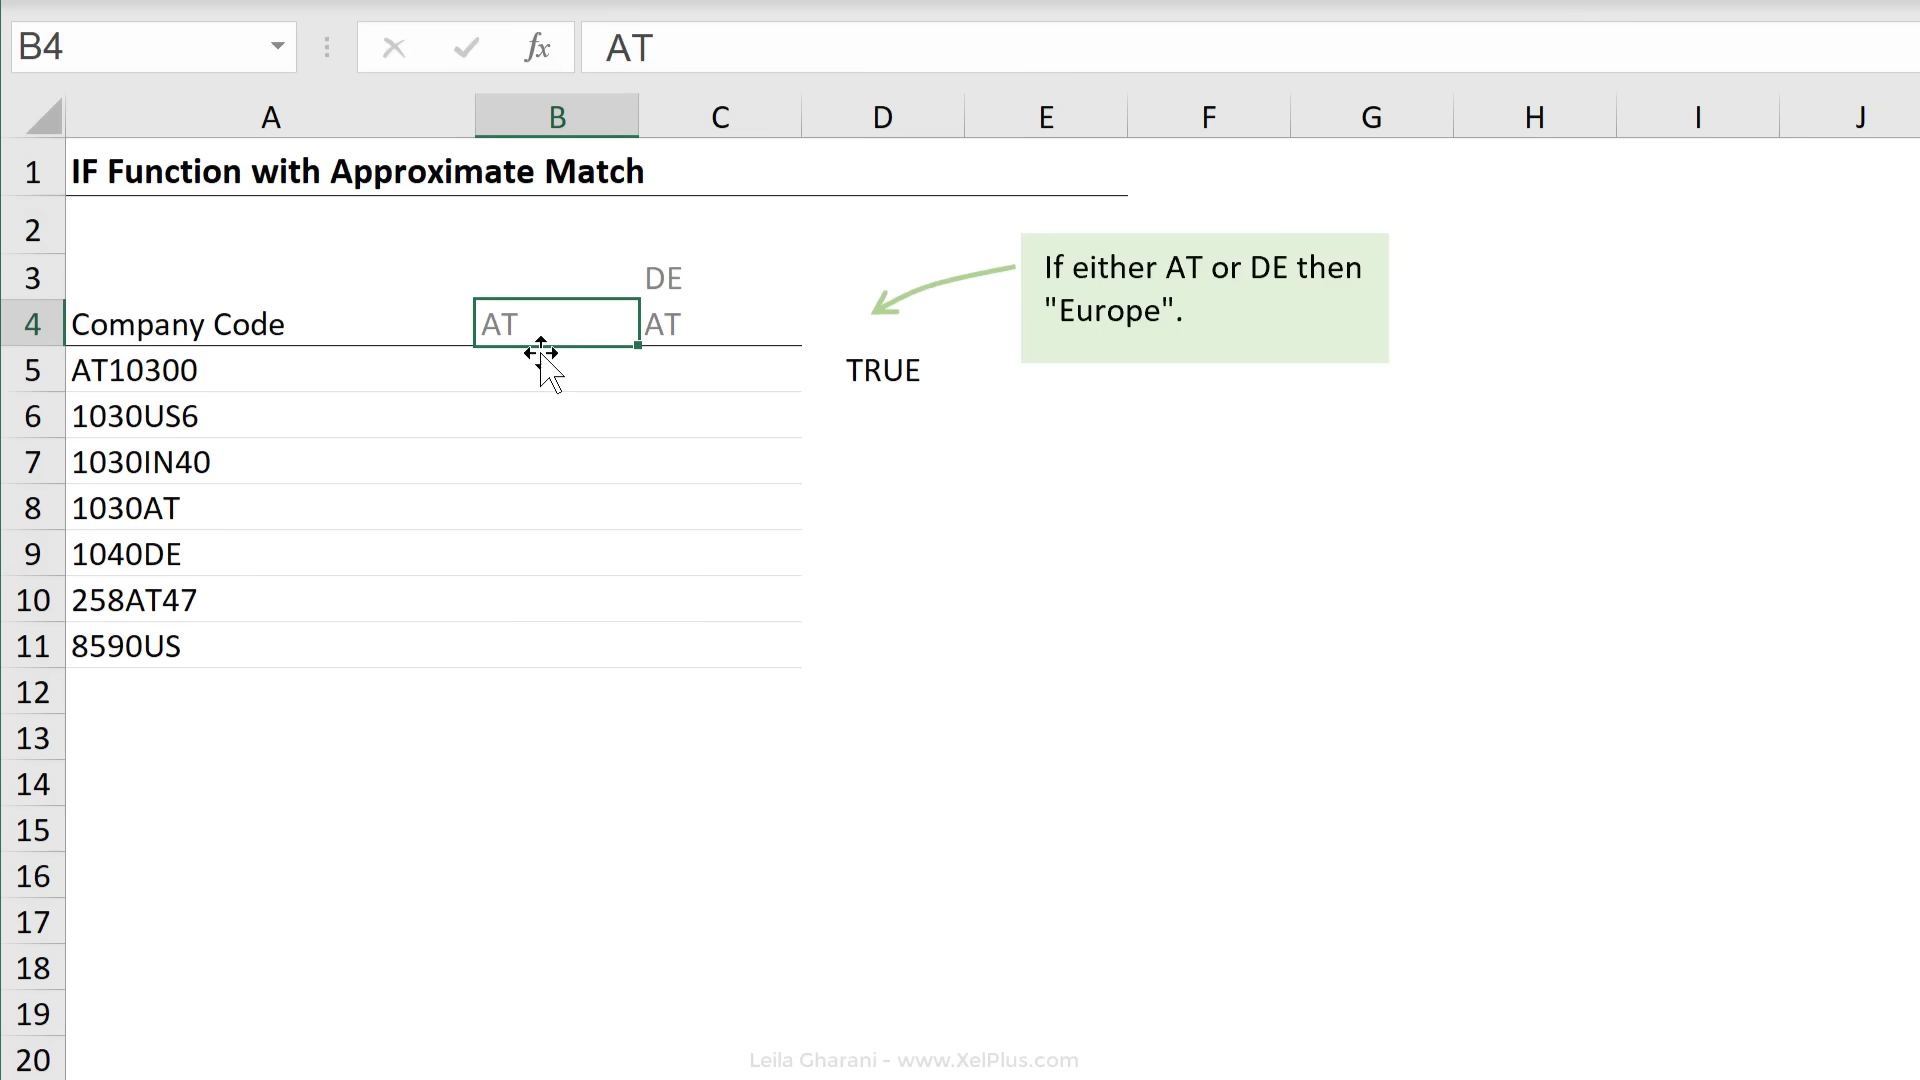 B4 fx AT
A B C D E F G H I J
1 IF Function with Approximate Match
2
If either AT or DE then
"Europe".
3 DE
4 Company Code AT AT
5 AT10300 TRUE
6 1030US6
7 1030IN40
8 1030AT
9 1040DE
10 258AT47
11 8590US
12
13
14
15
16
17
18
19
20
Leila Gharani - www.XelPlus.com